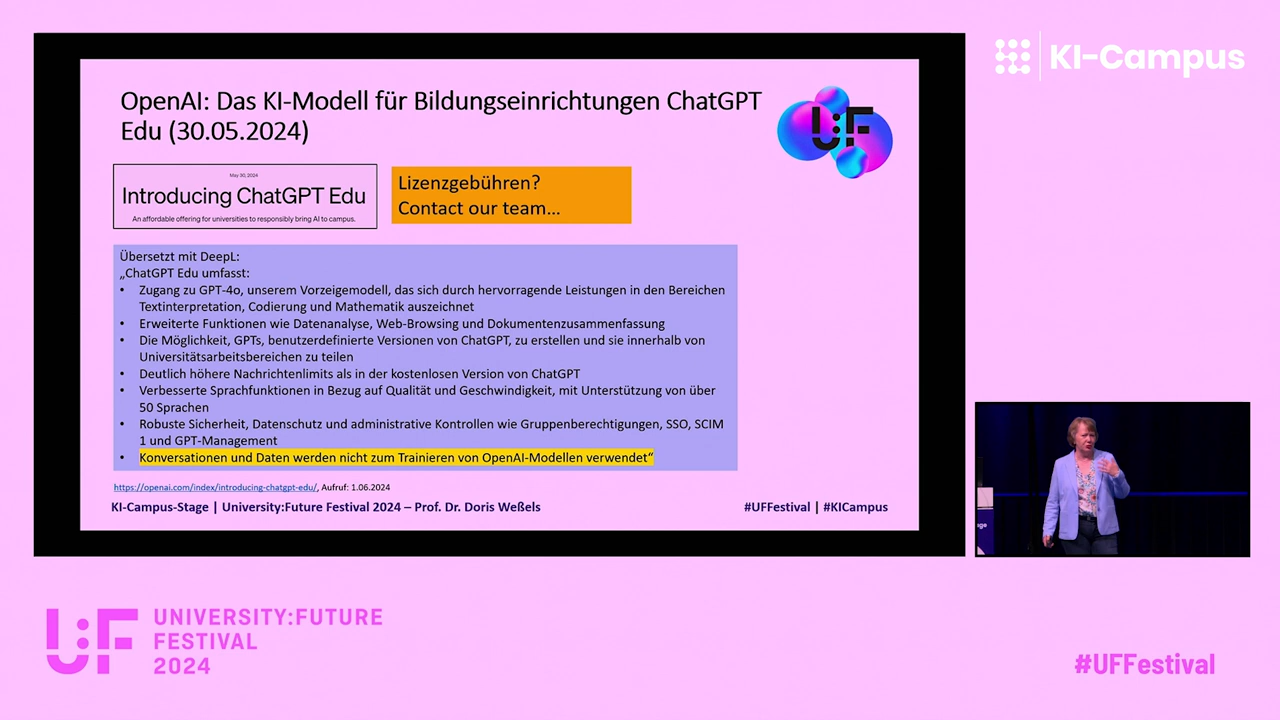 KI-Campus
OpenAI: Das KI-Modell für Bildungseinrichtungen ChatGPT
Edu (30.05.2024)
U:F
May 30, 2024
Introducing ChatGPT Edu
An affordable offering for universities to responsibly bring AI to campus.
Lizenzgebühren?
Contact our team...
Übersetzt mit DeepL:
„ChatGPT Edu umfasst:
• Zugang zu GPT-4o, unserem Vorzeigemodell, das sich durch hervorragende Leistungen in den Bereichen
Textinterpretation, Codierung und Mathematik auszeichnet
• Erweiterte Funktionen wie Datenanalyse, Web-Browsing und Dokumentenzusammenfassung
• Die Möglichkeit, GPTs, benutzerdefinierte Versionen von ChatGPT, zu erstellen und sie innerhalb von
Universitätsarbeitsbereichen zu teilen
• Deutlich höhere Nachrichtenlimits als in der kostenlosen Version von ChatGPT
• Verbesserte Sprachfunktionen in Bezug auf Qualität und Geschwindigkeit, mit Unterstützung von über
50 Sprachen
• Robuste Sicherheit, Datenschutz und administrative Kontrollen wie Gruppenberechtigungen, SSO, SCIM
1 und GPT-Management
• Konversationen und Daten werden nicht zum Trainieren von OpenAI-Modellen verwendet“
https://openai.com/index/introducing-chatgpt-edu/, Aufruf: 1.06.2024
KI-Campus-Stage | University:Future Festival 2024 – Prof. Dr. Doris Weßels
#UFFestival | #KICampus
U:F
UNIVERSITY:FUTURE
FESTIVAL
2024
#UFFestival